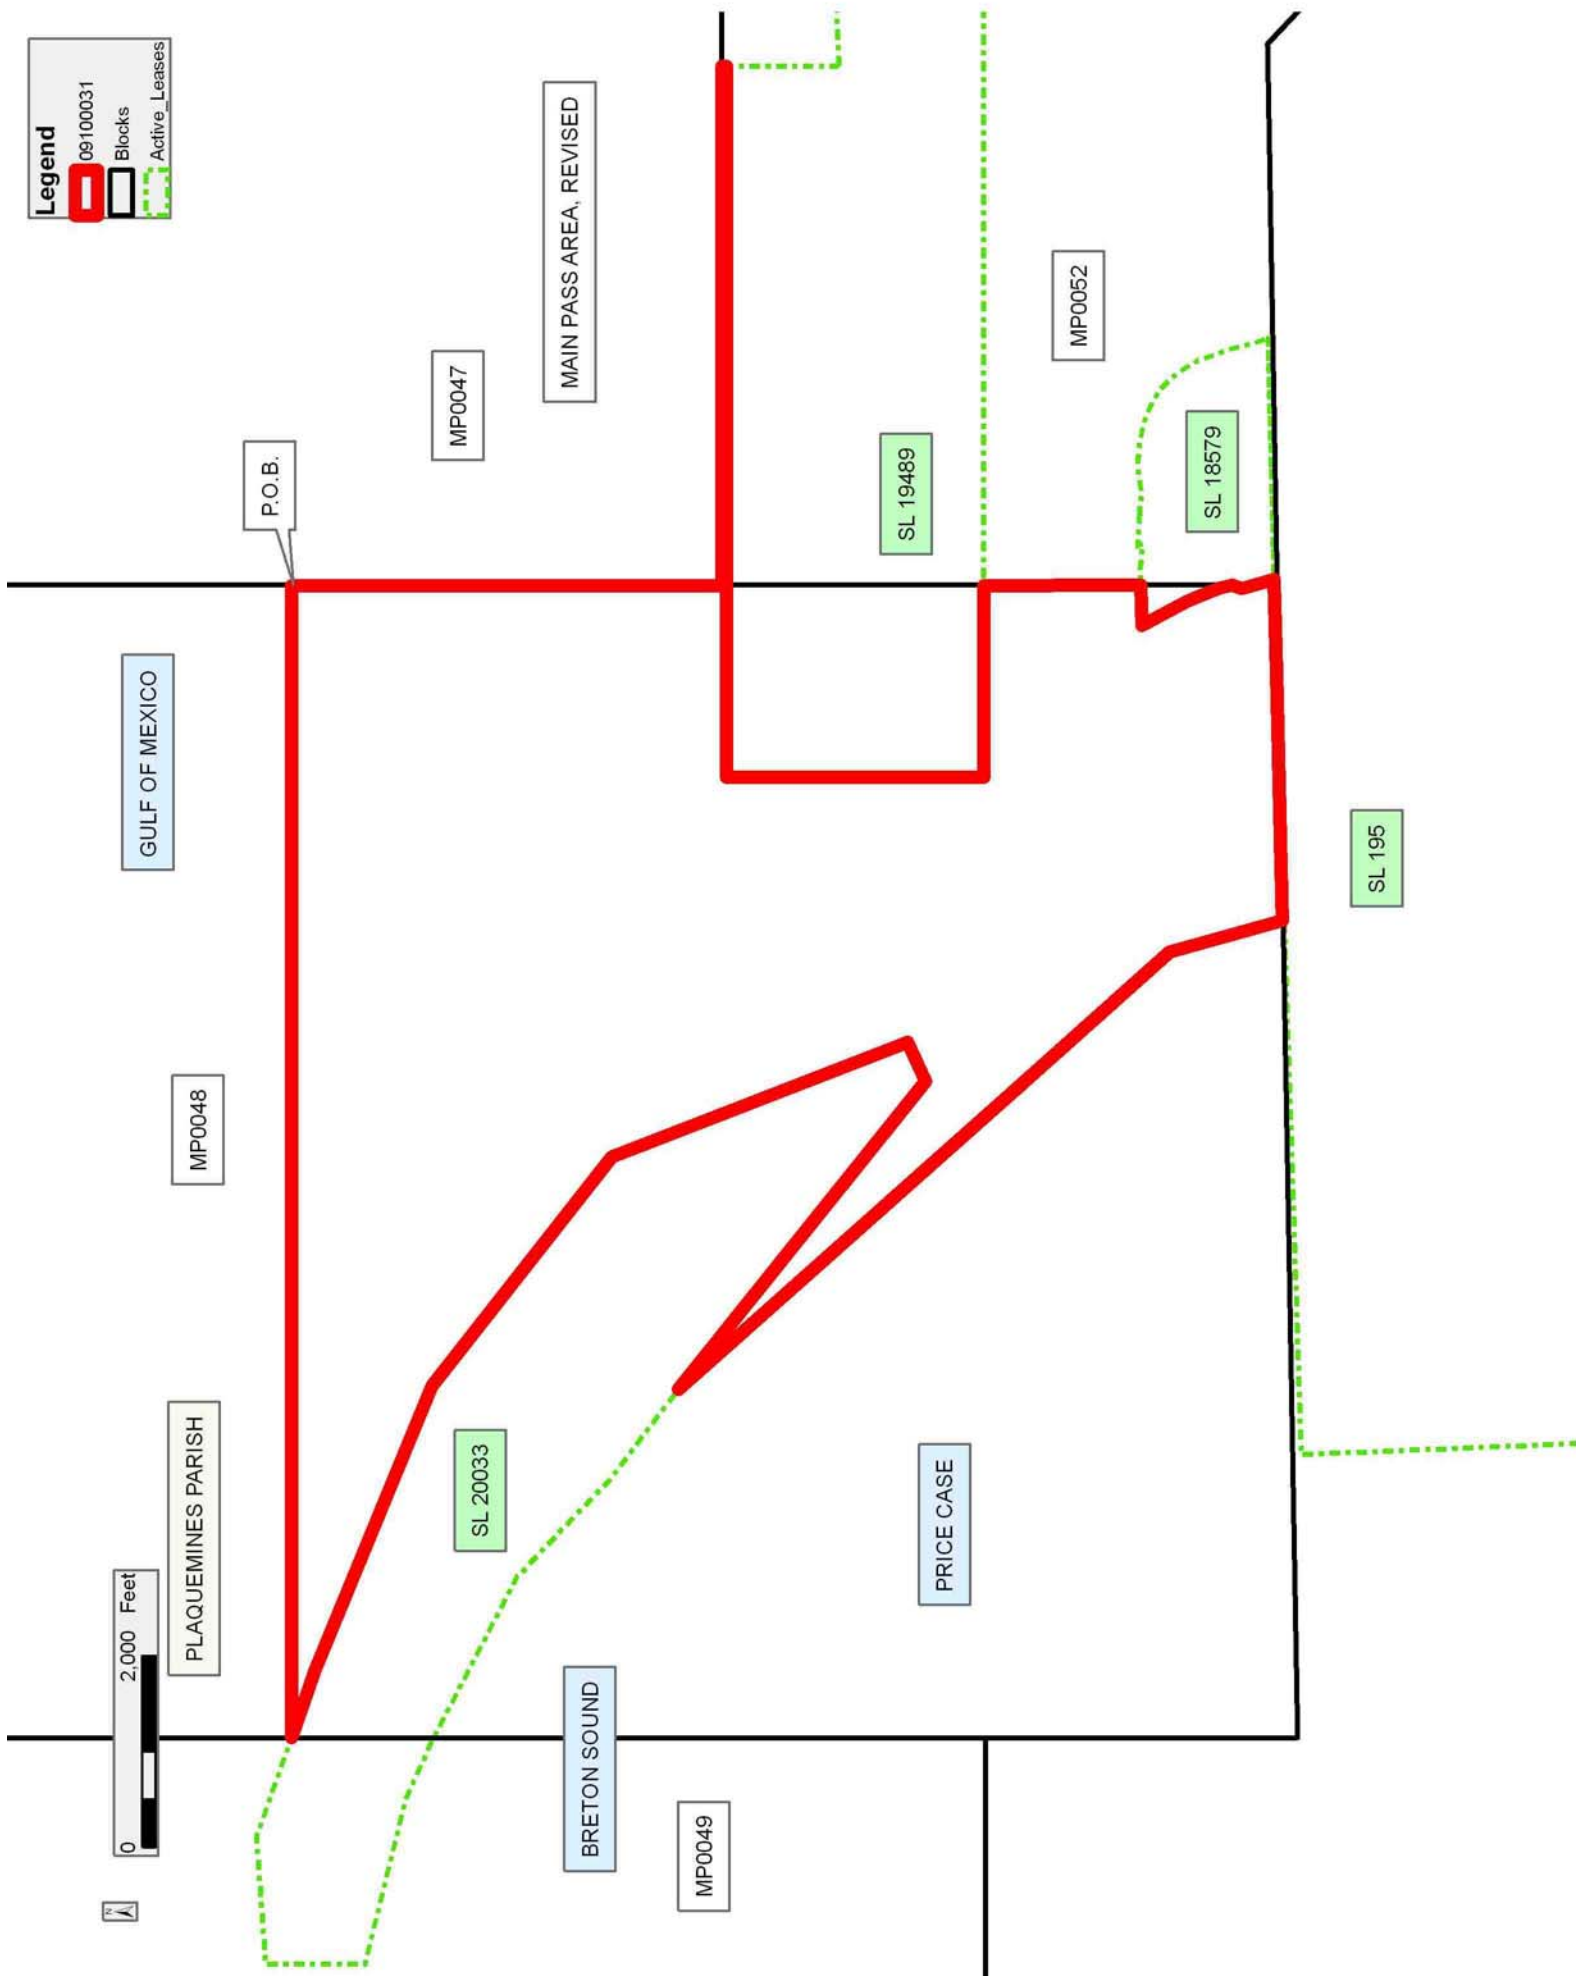 Legend
09100031
Blocks
Active_Leases
P.O.B.
MAIN PASS AREA, REVISED
MP0047
GULF OF MEXICO
MP0052
SL 19489
SL 18579
MP0048
SL 195
PLAQUEMINES PARISH
SL 20033
PRICE CASE
BRETON SOUND
MP0049
0 2,000 Feet
N